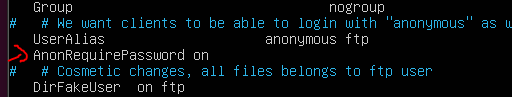 Group nogroup
# # We want clients to be able to login with "anonymous" as w
UserAlias anonymous ftp
AnonRequirePassword on
# # Cosmetic changes, all files belongs to ftp user
DirFakeUser on ftp